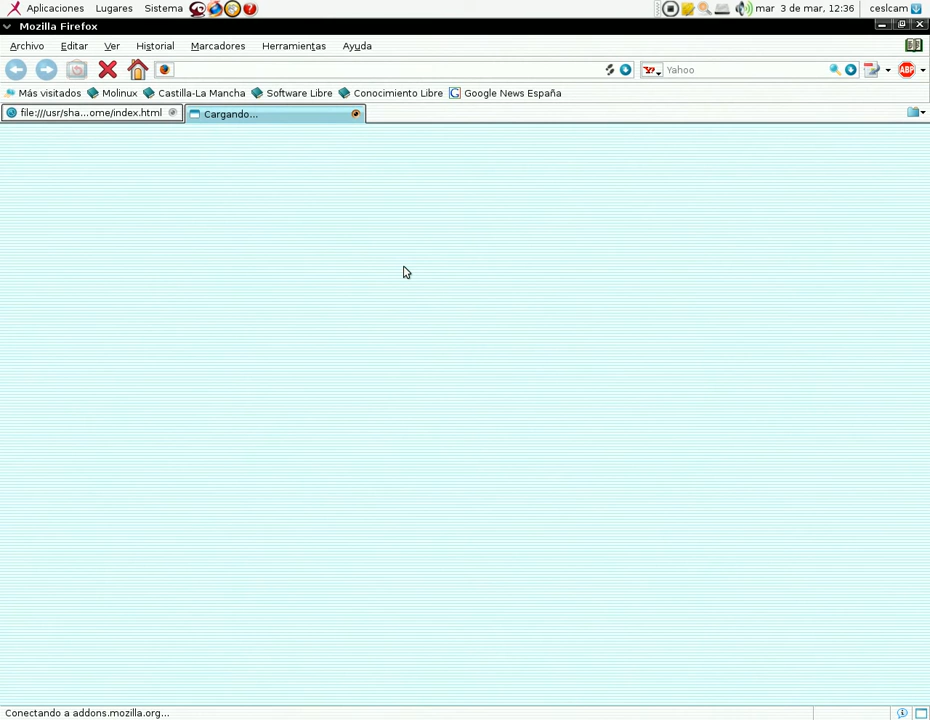 Aplicaciones Lugares Sistema mar 3 de mar, 12:36 ceslcam
Mozilla Firefox
Archivo Editar Ver Historial Marcadores Herramientas Ayuda
Yahoo ABP
Más visitados Molinux Castilla-La Mancha Software Libre Conocimiento Libre Google News España
file:///usr/sha...ome/index.html Cargando...
Conectando a addons.mozilla.org...